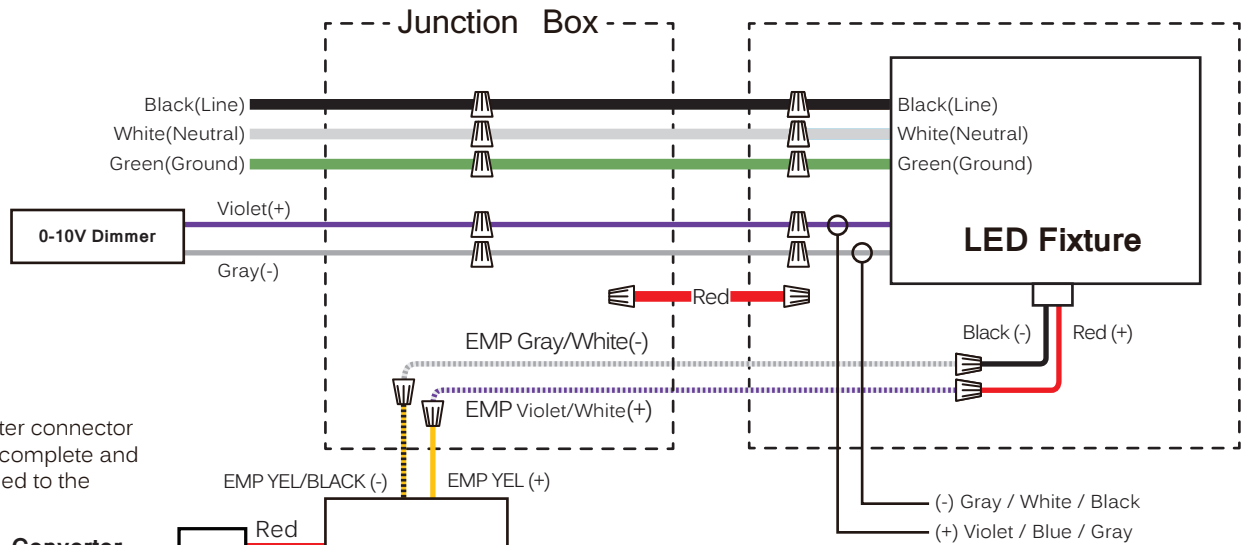 Junction Box
Black(Line)
White(Neutral)
Green(Ground)
Black(Line)
White(Neutral)
Green(Ground)
Violet(+)
0-10V Dimmer
Gray(-)
LED Fixture
Red
Black (-)
Red (+)
EMP Gray/White(-)
EMP Violet/White(+)
ter connector
complete and
ed to the
EMP YEL/BLACK (-)
EMP YEL (+)
(-) Gray / White / Black
(+) Violet / Blue / Gray
Red